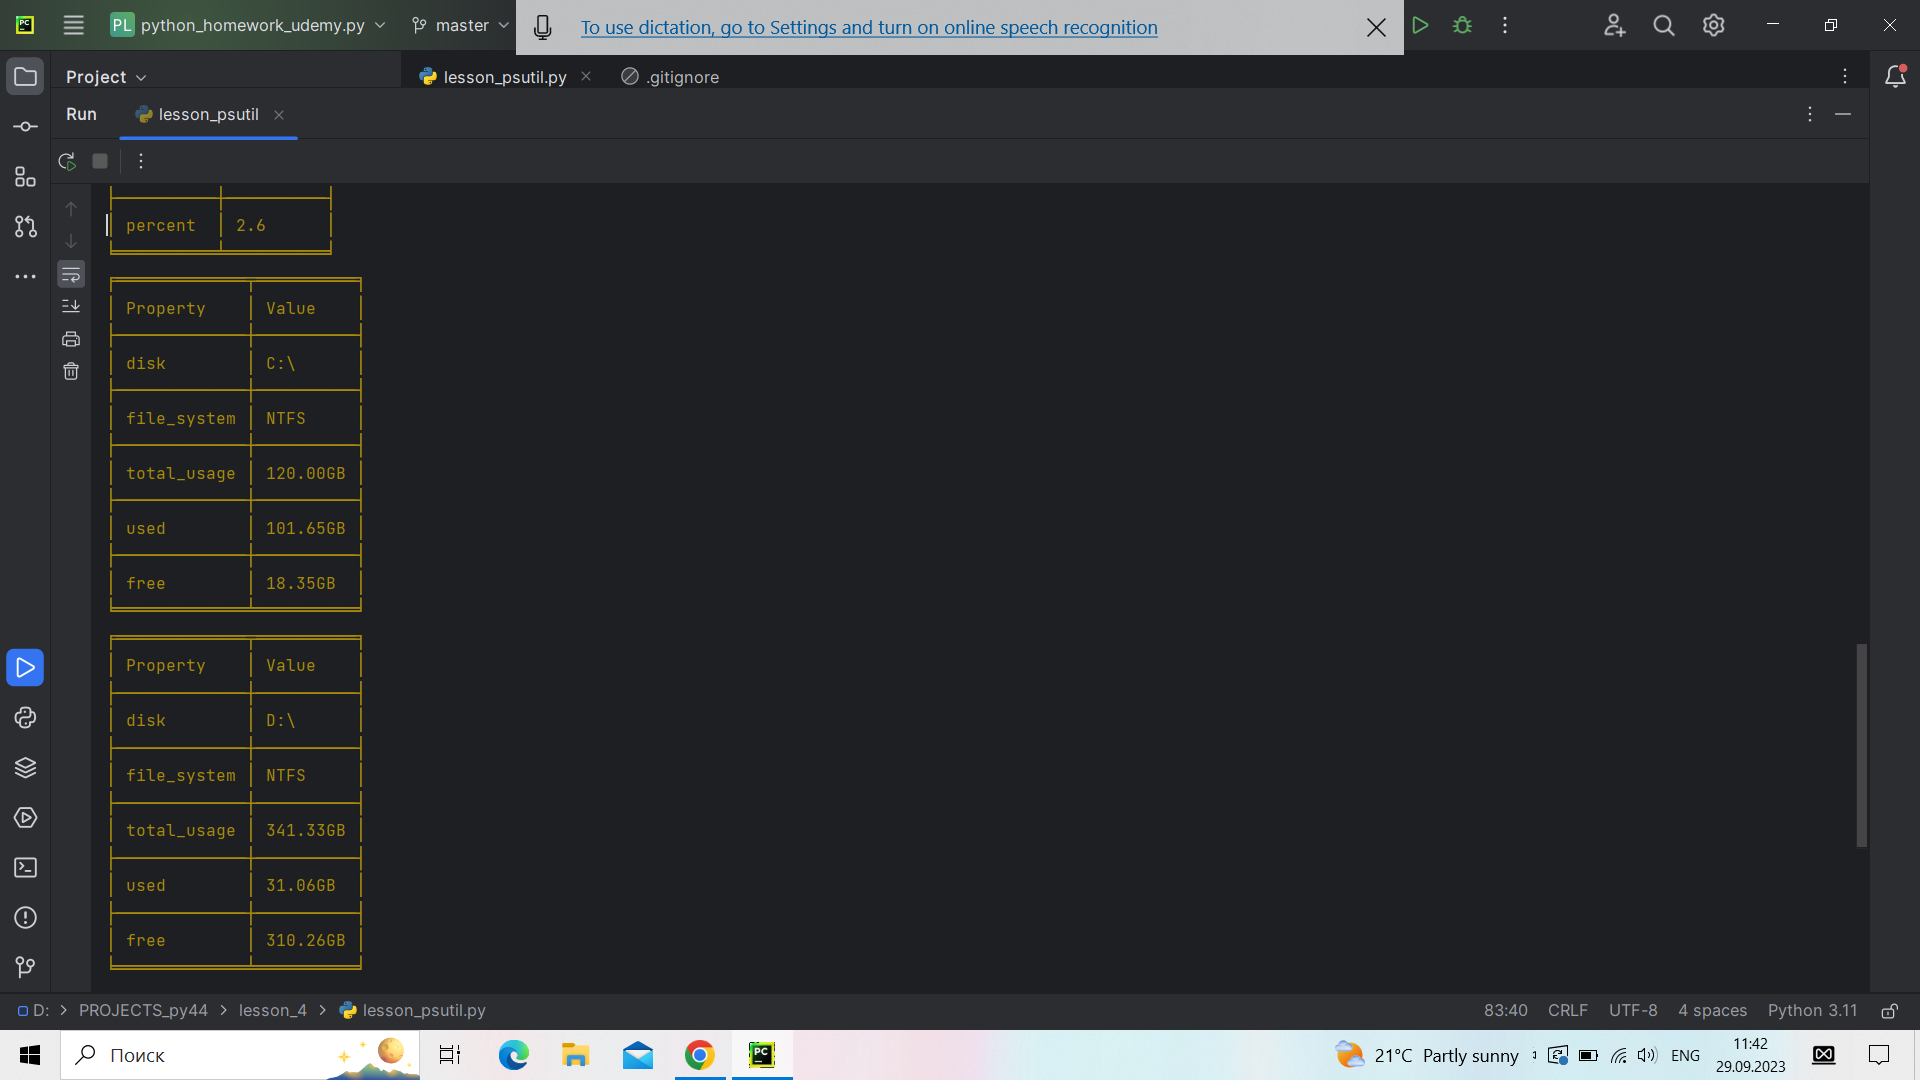 PC
PL python_homework_udemy.py
master
To use dictation, go to Settings and turn on online speech recognition
Project
lesson_psutil.py
.gitignore
Run
lesson_psutil
percent 2.6
Property Value
disk C:\
file_system NTFS
total_usage 120.00GB
used 101.65GB
free 18.35GB
Property Value
disk D:\
file_system NTFS
total_usage 341.33GB
used 31.06GB
free 310.26GB
D: > PROJECTS_py44 > lesson_4 > lesson_psutil.py
83:40 CRLF UTF-8 4 spaces Python 3.11
Поиск
PC
21°C Partly sunny
ENG
11:42
29.09.2023